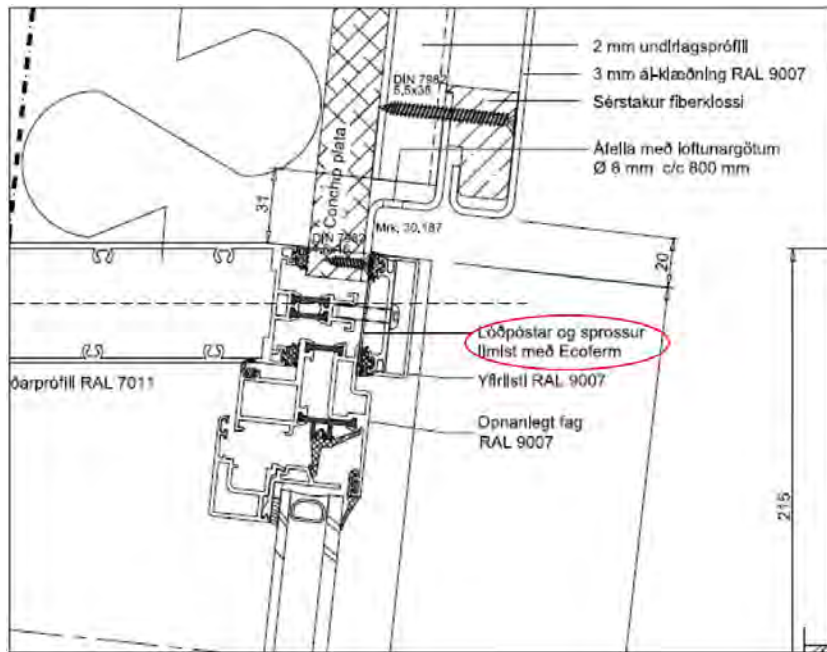 2 mm undirlagsprófíll
3 mm ál-klæðning RAL 9007
Sérstakur fiberklossi
Áfella með loftunargötum
Ø 8 mm c/c 800 mm
DIN 7982
5,5x38
Conchip plata
31
Mrk. 30.187
DIN 7982
20
Lóðpóstar og sprossur
límist með Ecoferm
Yfirlisti RAL 9007
ðarprófíll RAL 7011
Opnanlegt fag
RAL 9007
215